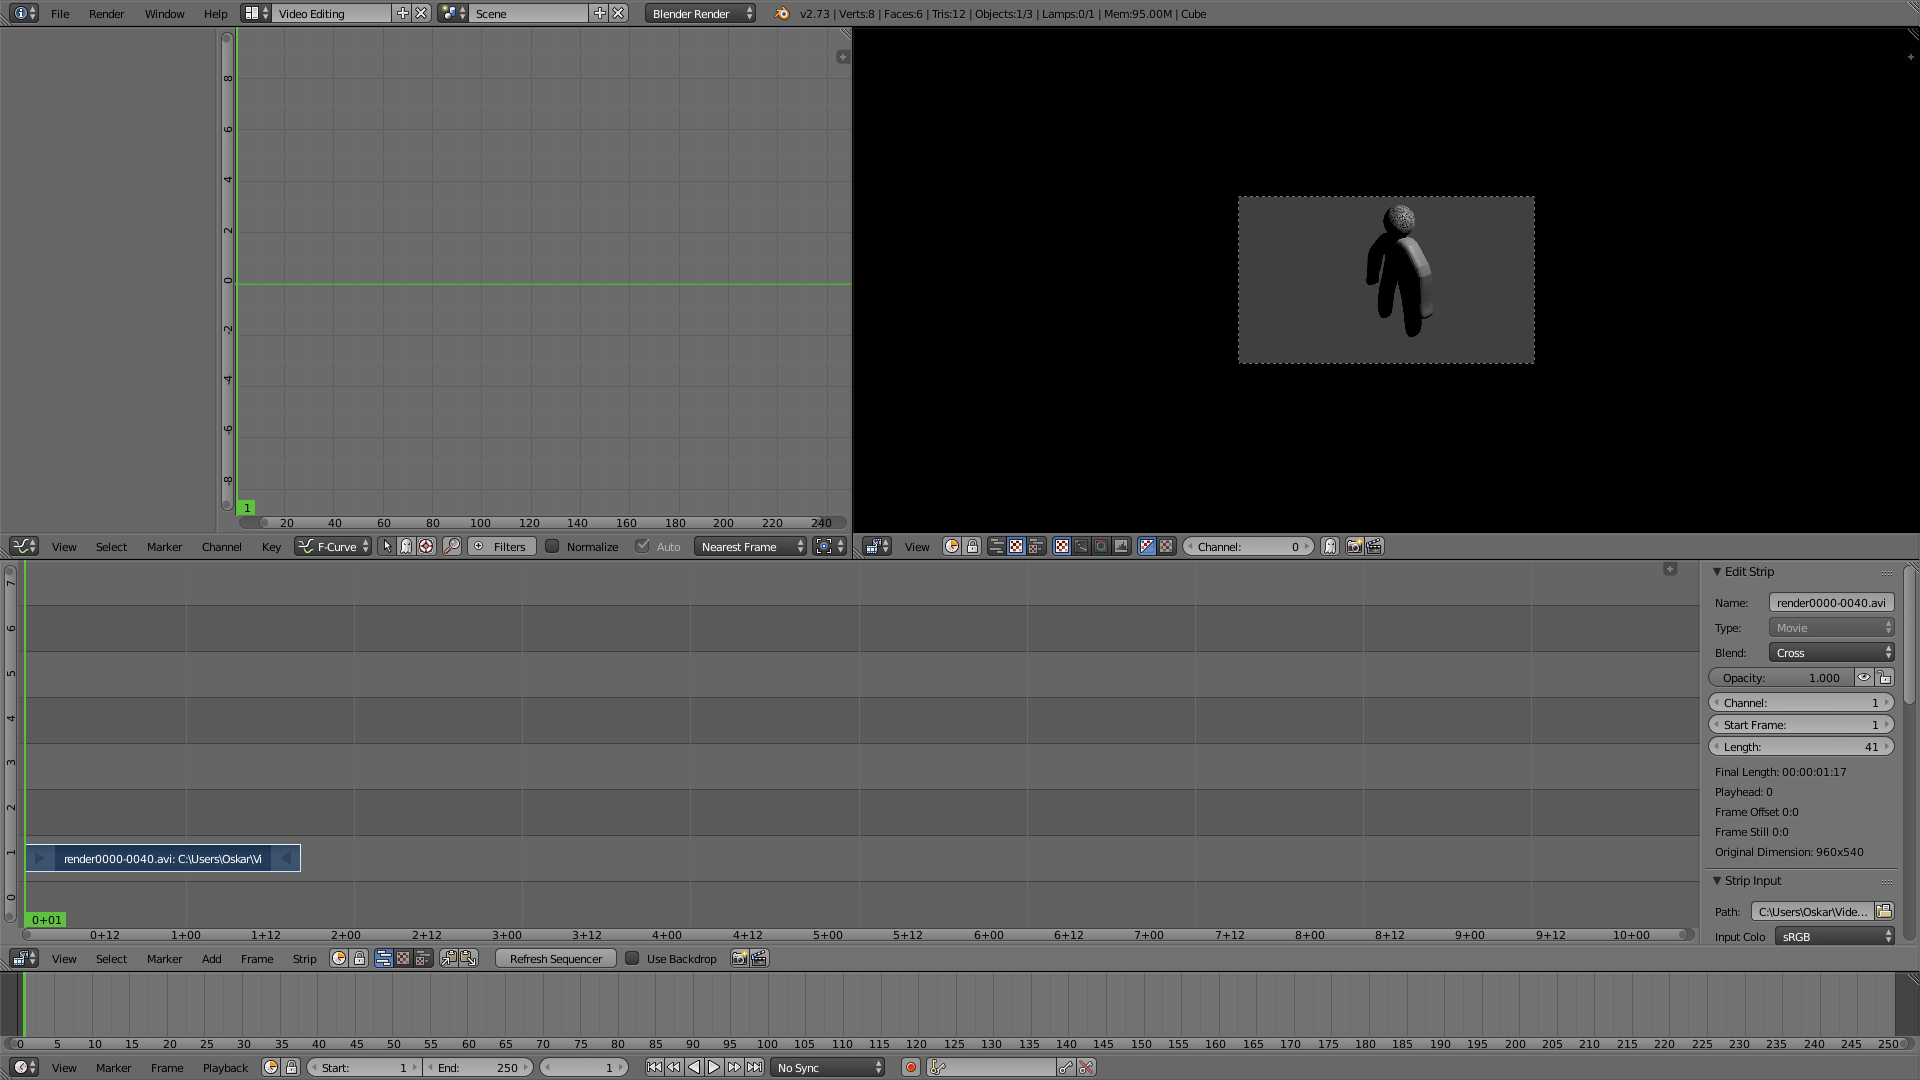 File Render Window Help Video Editing Scene Blender Render v2.73 | Verts:8 | Faces:6 | Tris:12 | Objects:1/3 | Lamps:0/1 | Mem:95.00M | Cube
8
6
4
2
0
-2
-4
-6
-8
1
20 40 60 80 100 120 140 160 180 200 220 240
View Select Marker Channel Key F-Curve Filters Normalize Auto Nearest Frame
View Channel: 0
7
6
5
4
3
2
1
0
render0000-0040.avi: C:\Users\Oskar\Vi
0+01
0+12 1+00 1+12 2+00 2+12 3+00 3+12 4+00 4+12 5+00 5+12 6+00 6+12 7+00 7+12 8+00 8+12 9+00 9+12 10+00
Edit Strip
Name: render0000-0040.avi
Type: Movie
Blend: Cross
Opacity: 1.000
Channel: 1
Start Frame: 1
Length: 41
Final Length: 00:00:01:17
Playhead: 0
Frame Offset 0:0
Frame Still 0:0
Original Dimension: 960x540
Strip Input
Path: C:\Users\Oskar\Vide...
Input Colo sRGB
View Select Marker Add Frame Strip Refresh Sequencer Use Backdrop
0 5 10 15 20 25 30 35 40 45 50 55 60 65 70 75 80 85 90 95 100 105 110 115 120 125 130 135 140 145 150 155 160 165 170 175 180 185 190 195 200 205 210 215 220 225 230 235 240 245 250
View Marker Frame Playback Start: 1 End: 250 1 No Sync